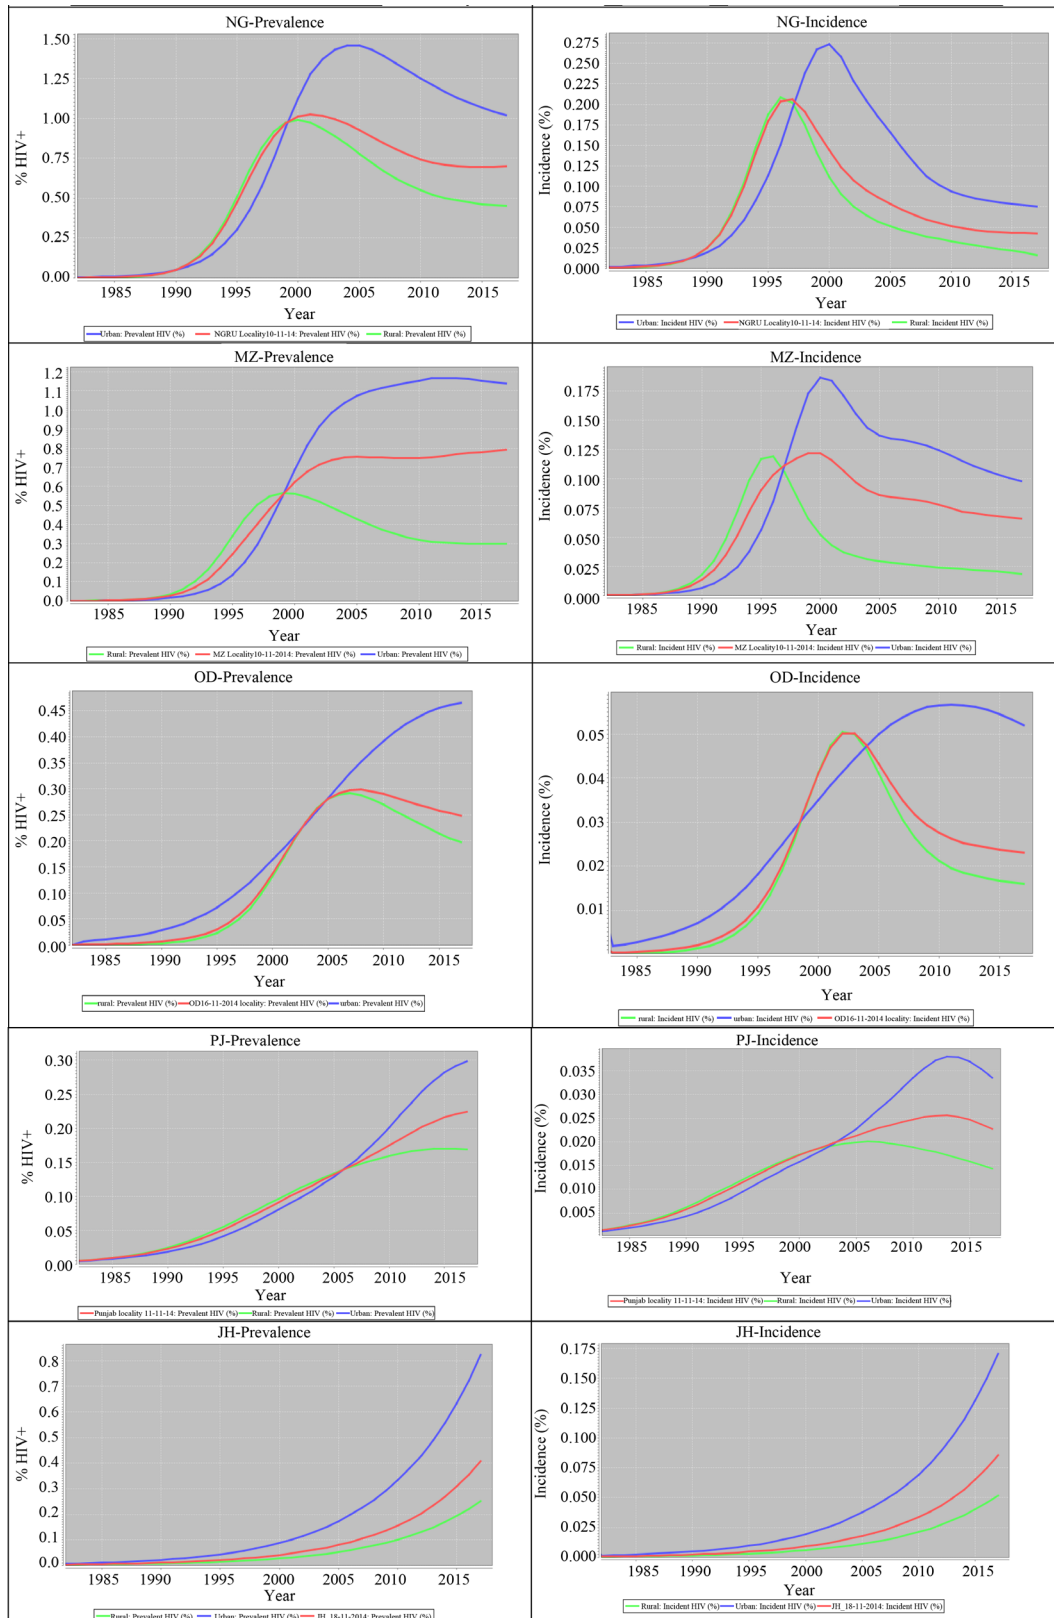 NG-Prevalence
% HIV+
1.50
1.25
1.00
0.75
0.50
0.25
0.00
1985 1990 1995 2000 2005 2010 2015
Year
Urban: Prevalent HIV (%) NGRU Locality10-11-14: Prevalent HIV (%) Rural: Prevalent HIV (%)
NG-Incidence
Incidence (%)
0.275
0.250
0.225
0.200
0.175
0.150
0.125
0.100
0.075
0.050
0.025
0.000
1985 1990 1995 2000 2005 2010 2015
Year
Urban: Incident HIV (%) NGRU Locality10-11-14: Incident HIV (%) Rural: Incident HIV (%)
MZ-Prevalence
% HIV+
1.2
1.1
1.0
0.9
0.8
0.7
0.6
0.5
0.4
0.3
0.2
0.1
0.0
1985 1990 1995 2000 2005 2010 2015
Year
Rural: Prevalent HIV (%) MZ Locality10-11-2014: Prevalent HIV (%) Urban: Prevalent HIV (%)
MZ-Incidence
Incidence (%)
0.175
0.150
0.125
0.100
0.075
0.050
0.025
0.000
1985 1990 1995 2000 2005 2010 2015
Year
Rural: Incident HIV (%) MZ Locality10-11-2014: Incident HIV (%) Urban: Incident HIV (%)
OD-Prevalence
% HIV+
0.45
0.40
0.35
0.30
0.25
0.20
0.15
0.10
0.05
0.00
1985 1990 1995 2000 2005 2010 2015
Year
rural: Prevalent HIV (%) OD16-11-2014 locality: Prevalent HIV (%) urban: Prevalent HIV (%)
OD-Incidence
Incidence (%)
0.05
0.04
0.03
0.02
0.01
1985 1990 1995 2000 2005 2010 2015
Year
rural: Incident HIV (%) urban: Incident HIV (%) OD16-11-2014 locality: Incident HIV (%)
PJ-Prevalence
% HIV+
0.30
0.25
0.20
0.15
0.10
0.05
0.00
1985 1990 1995 2000 2005 2010 2015
Year
Punjab locality 11-11-14: Prevalent HIV (%) Rural: Prevalent HIV (%) Urban: Prevalent HIV (%)
PJ-Incidence
Incidence (%)
0.035
0.030
0.025
0.020
0.015
0.010
0.005
1985 1990 1995 2000 2005 2010 2015
Year
Punjab locality 11-11-14: Incident HIV (%) Rural: Incident HIV (%) Urban: Incident HIV (%)
JH-Prevalence
% HIV+
0.8
0.7
0.6
0.5
0.4
0.3
0.2
0.1
0.0
1985 1990 1995 2000 2005 2010 2015
Year
Rural: Prevalent HIV (%) Urban: Prevalent HIV (%) JH_18-11-2014: Prevalent HIV (%)
JH-Incidence
Incidence (%)
0.175
0.150
0.125
0.100
0.075
0.050
0.025
0.000
1985 1990 1995 2000 2005 2010 2015
Year
Rural: Incident HIV (%) Urban: Incident HIV (%) JH_18-11-2014: Incident HIV (%)